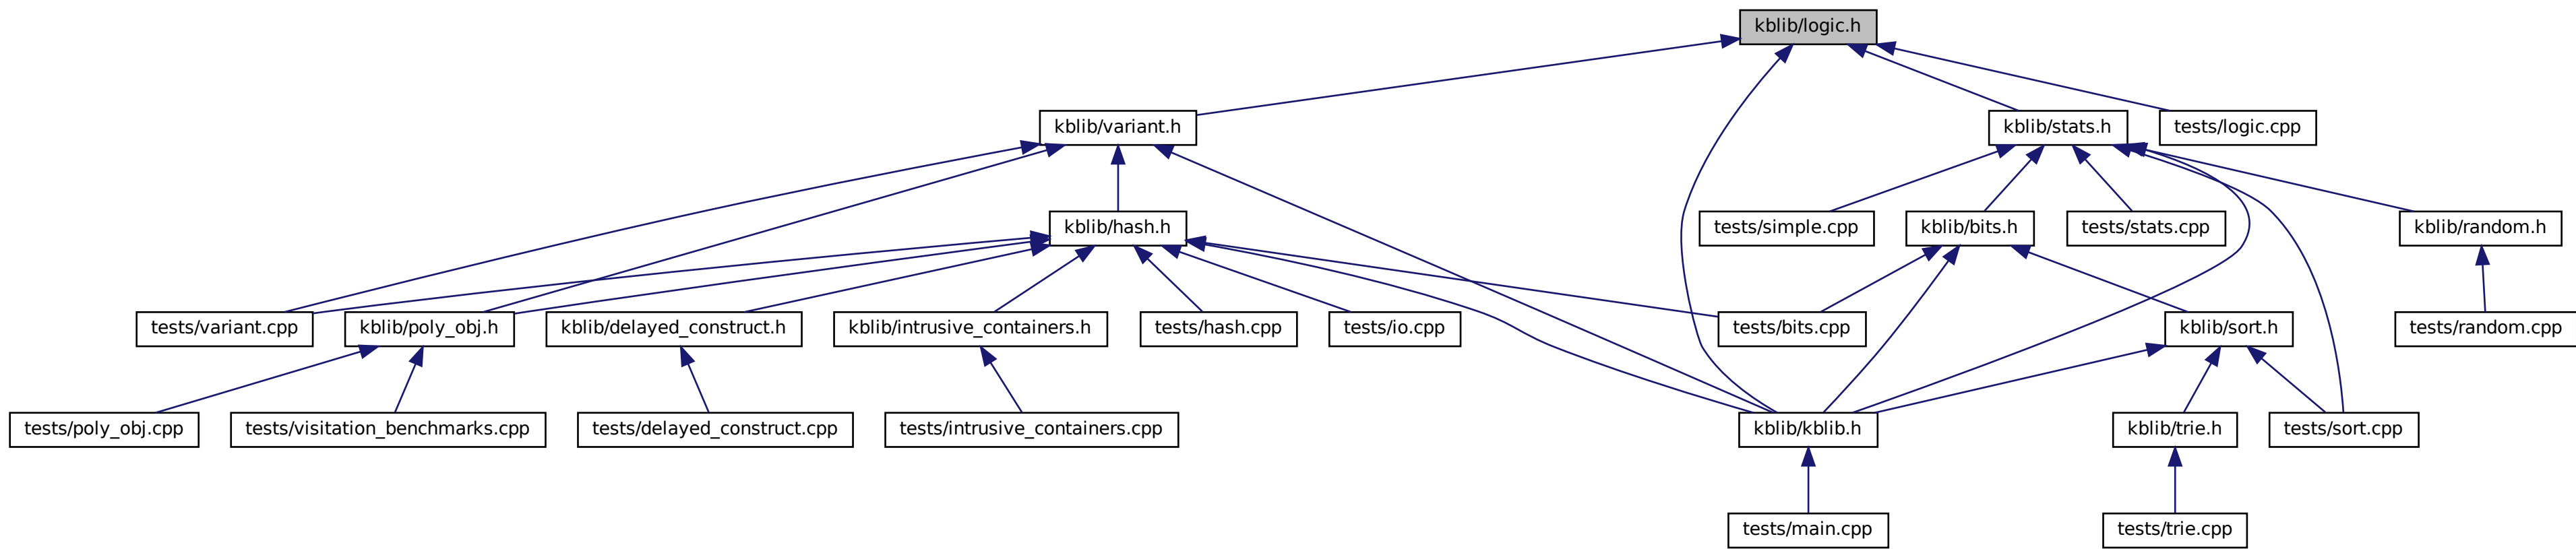 kblib/logic.h
kblib/variant.h
kblib/stats.h
tests/logic.cpp
kblib/hash.h
tests/simple.cpp
kblib/bits.h
tests/stats.cpp
kblib/random.h
tests/variant.cpp
kblib/poly_obj.h
kblib/delayed_construct.h
kblib/intrusive_containers.h
tests/hash.cpp
tests/io.cpp
tests/bits.cpp
kblib/sort.h
tests/random.cpp
tests/poly_obj.cpp
tests/visitation_benchmarks.cpp
tests/delayed_construct.cpp
tests/intrusive_containers.cpp
kblib/kblib.h
kblib/trie.h
tests/sort.cpp
tests/main.cpp
tests/trie.cpp